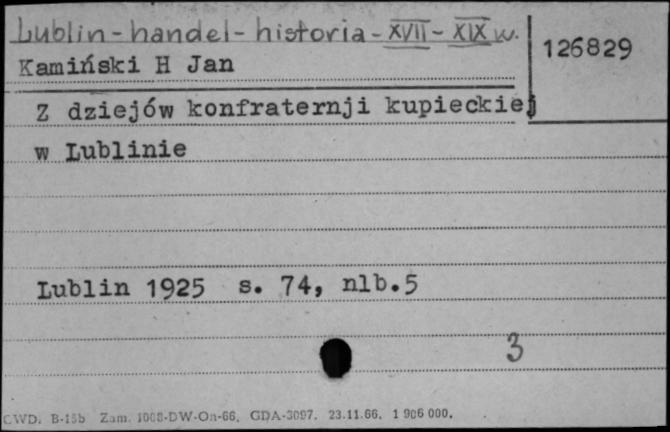 Lublin - handel - historia - XVII - XIX w.
126829
Kamiński H Jan
Z dziejów konfraternji kupieckiej
w Lublinie
Lublin 1925 s. 74, nlb.5
3
CWD. B-15b Zam. 1008-DW-On-66, GDA-3097. 23.11.66. 1 906 000.